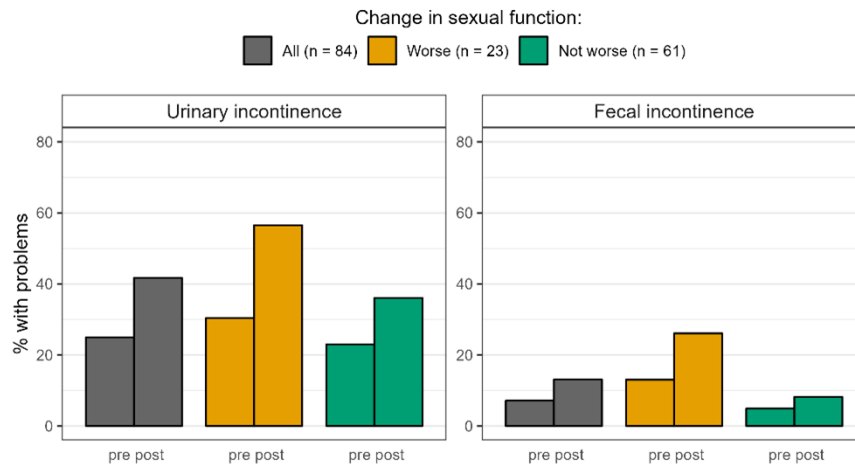 Change in sexual function:
All (n = 84) Worse (n = 23) Not worse (n = 61)
Urinary incontinence
Fecal incontinence
% with problems
80
60
40
20
0
pre post pre post pre post
80
60
40
20
0
pre post pre post pre post